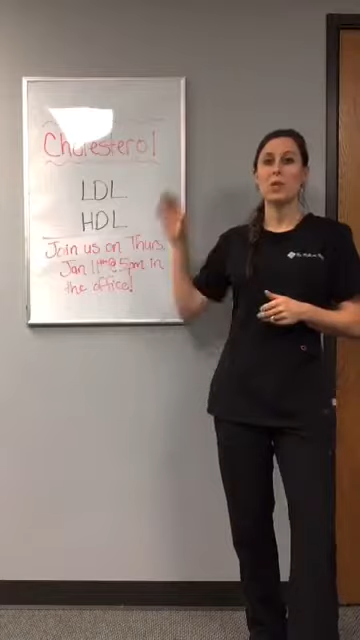 Cholesterol
LDL
HDL
Join us on Thurs.
Jan 11th @ 5pm in
the office!